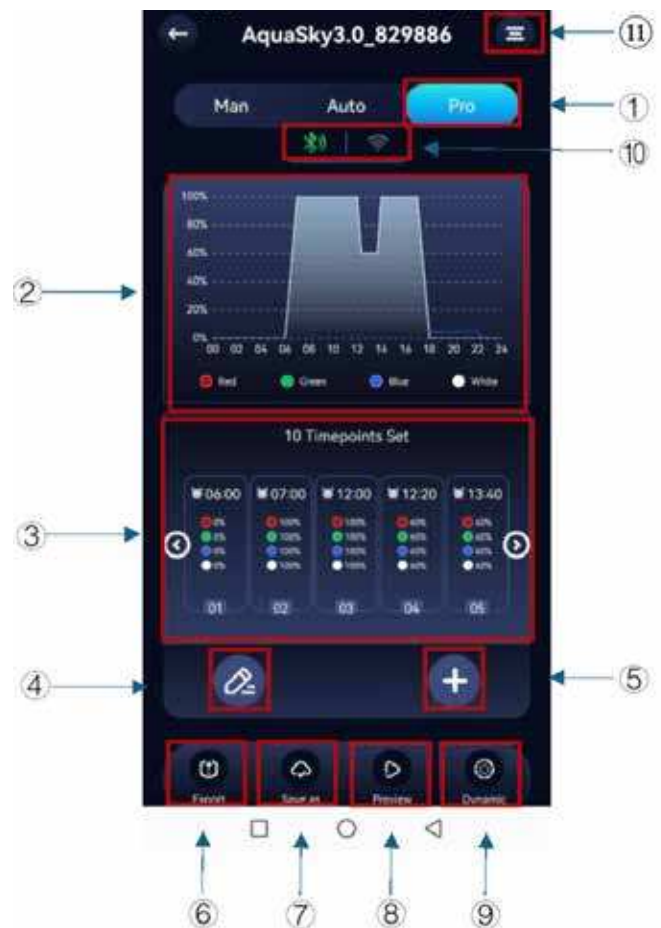 AquaSky3.0_829886
⑪
Man Auto Pro
①
⑩
100%
80%
60%
40%
20%
0%
00 02 04 06 08 10 12 14 16 18 20 22 24
Red Green Blue White
②
10 Timepoints Set
06:00 07:00 12:00 12:20 13:40
0% 100% 100% 60% 60%
0% 100% 100% 60% 60%
0% 100% 100% 60% 60%
0% 100% 100% 60% 60%
01 02 03 04 05
③
④
⑤
Export Save as Preview Dynamic
⑥ ⑦ ⑧ ⑨